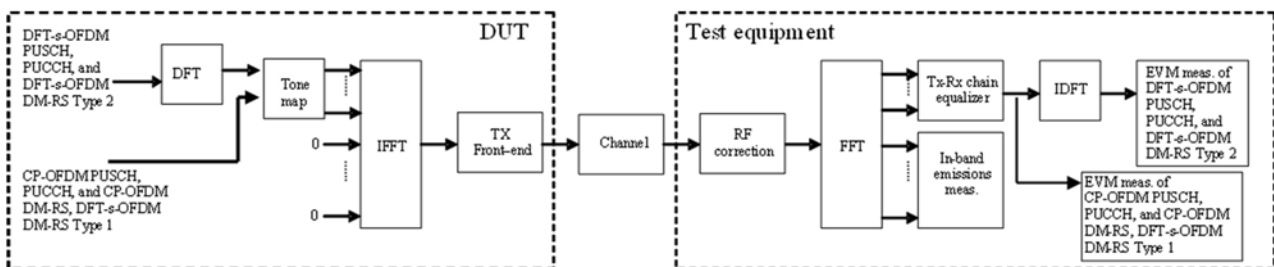 DUT
DFT-s-OFDM
PUSCH,
PUCCH, and
DFT-s-OFDM
DM-RS Type 2
DFT
Tone
map
0
0
IFFT
TX
Front-end
CP-OFDM PUSCH,
PUCCH, and CP-OFDM
DM-RS, DFT-s-OFDM
DM-RS Type 1
Channel
Test equipment
RF
correction
FFT
Tx-Rx chain
equalizer
In-band
emissions
meas.
IDFT
EVM meas. of
DFT-s-OFDM
PUSCH,
PUCCH, and
DFT-s-OFDM
DM-RS Type 2
EVM meas. of
CP-OFDM PUSCH,
PUCCH, and CP-OFDM
DM-RS, DFT-s-OFDM
DM-RS Type 1